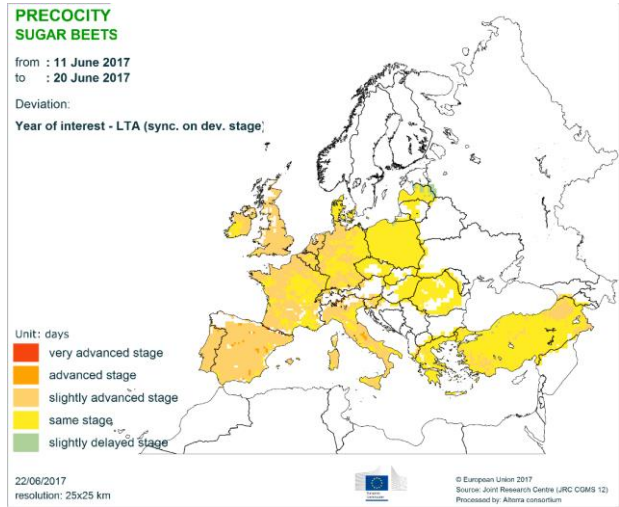 PRECOCITY
SUGAR BEETS
from : 11 June 2017
to : 20 June 2017
Deviation:
Year of interest - LTA (sync. on dev. stage)
Unit: days
very advanced stage
advanced stage
slightly advanced stage
same stage
slightly delayed stage
22/06/2017
resolution: 25x25 km
© European Union 2017
Source: Joint Research Centre (JRC CGMS 12)
Processed by: Alterra consortium